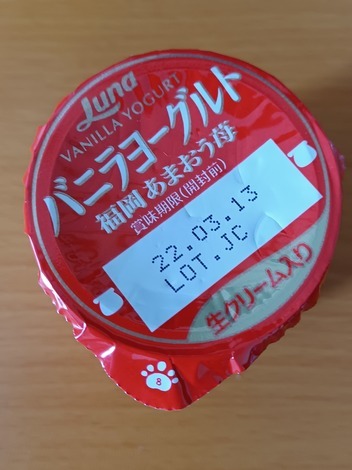 Luna
VANILLA YOGURT
バニラヨーグルト
福岡あまおう苺
賞味期限(開封前)
22.03.13
LOT.JC
生クリーム入り
8